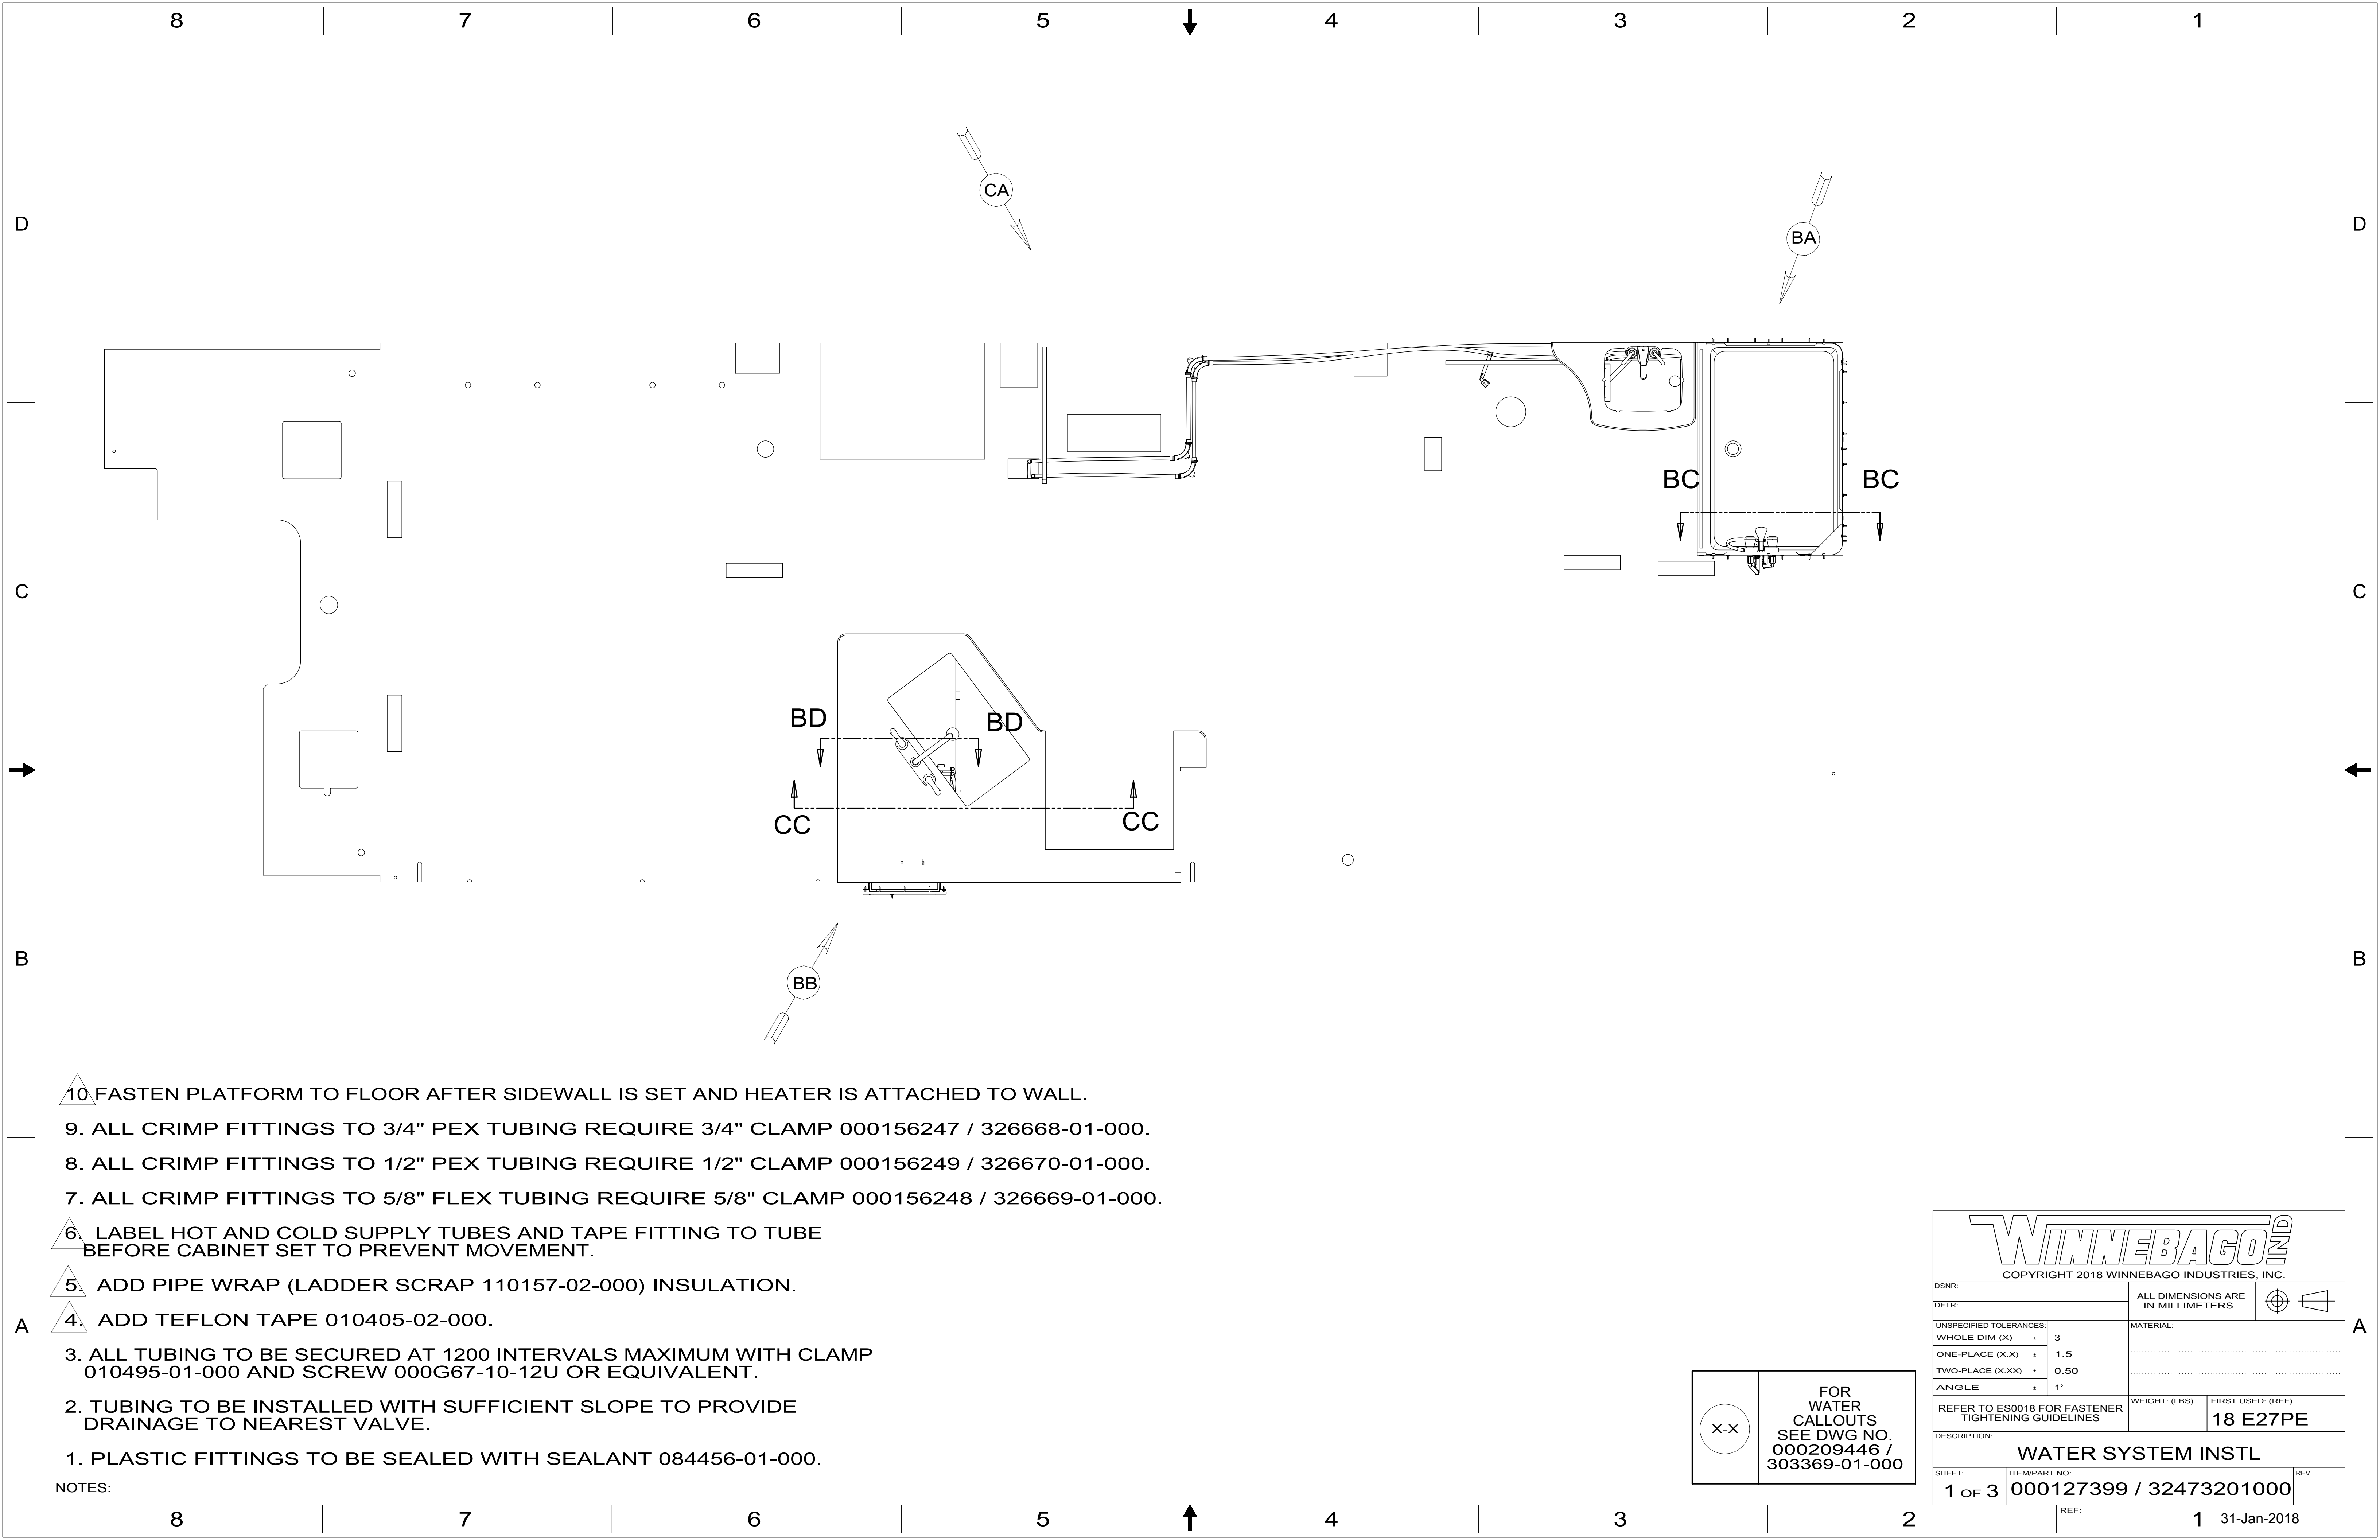 8 7 6 5 4 3 2 1
D D
CA
BA
BC BC
C C
BD BD
CC CC
B B
BB
10 FASTEN PLATFORM TO FLOOR AFTER SIDEWALL IS SET AND HEATER IS ATTACHED TO WALL.
9. ALL CRIMP FITTINGS TO 3/4" PEX TUBING REQUIRE 3/4" CLAMP 000156247 / 326668-01-000.
8. ALL CRIMP FITTINGS TO 1/2" PEX TUBING REQUIRE 1/2" CLAMP 000156249 / 326670-01-000.
7. ALL CRIMP FITTINGS TO 5/8" FLEX TUBING REQUIRE 5/8" CLAMP 000156248 / 326669-01-000.
6. LABEL HOT AND COLD SUPPLY TUBES AND TAPE FITTING TO TUBE
BEFORE CABINET SET TO PREVENT MOVEMENT.
5. ADD PIPE WRAP (LADDER SCRAP 110157-02-000) INSULATION.
4. ADD TEFLON TAPE 010405-02-000.
3. ALL TUBING TO BE SECURED AT 1200 INTERVALS MAXIMUM WITH CLAMP
010495-01-000 AND SCREW 000G67-10-12U OR EQUIVALENT.
2. TUBING TO BE INSTALLED WITH SUFFICIENT SLOPE TO PROVIDE
DRAINAGE TO NEAREST VALVE.
1. PLASTIC FITTINGS TO BE SEALED WITH SEALANT 084456-01-000.
NOTES:
A A
X-X
FOR
WATER
CALLOUTS
SEE DWG NO.
000209446 /
303369-01-000
WINNEBAGO IND
COPYRIGHT 2018 WINNEBAGO INDUSTRIES, INC.
DSNR:
DFTR:
ALL DIMENSIONS ARE
IN MILLIMETERS
UNSPECIFIED TOLERANCES:
WHOLE DIM (X) ± 3
ONE-PLACE (X.X) ± 1.5
TWO-PLACE (X.XX) ± 0.50
ANGLE ± 1°
MATERIAL:
REFER TO ES0018 FOR FASTENER
TIGHTENING GUIDELINES
WEIGHT: (LBS)
FIRST USED: (REF)
18 E27PE
DESCRIPTION:
WATER SYSTEM INSTL
SHEET:
1 OF 3
ITEM/PART NO:
000127399 / 32473201000
REV
8 7 6 5 4 3 2 1
REF:
31-Jan-2018